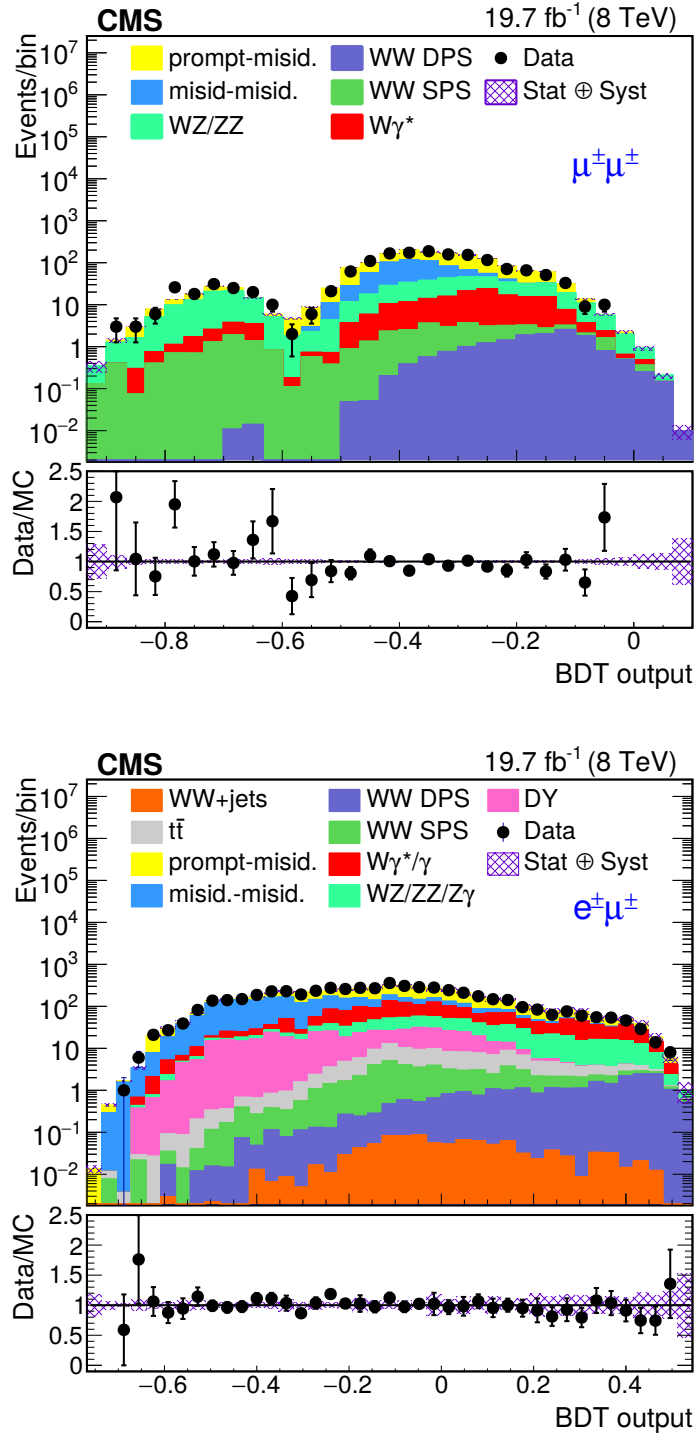 CMS 19.7 fb⁻¹ (8 TeV)
Events/bin
10⁷
10⁶
10⁵
10⁴
10³
10²
10
1
10⁻¹
10⁻²
prompt-misid. WW DPS Data
misid-misid. WW SPS Stat ⊕ Syst
WZ/ZZ Wγ*
μ±μ±
Data/MC
2.5
2
1.5
1
0.5
0
−0.8 −0.6 −0.4 −0.2 0
BDT output
CMS 19.7 fb⁻¹ (8 TeV)
Events/bin
10⁷
10⁶
10⁵
10⁴
10³
10²
10
1
10⁻¹
10⁻²
WW+jets WW DPS DY
tt̄ WW SPS Data
prompt-misid. Wγ*/γ Stat ⊕ Syst
misid.-misid. WZ/ZZ/Zγ
e±μ±
Data/MC
2.5
2
1.5
1
0.5
0
−0.6 −0.4 −0.2 0 0.2 0.4
BDT output